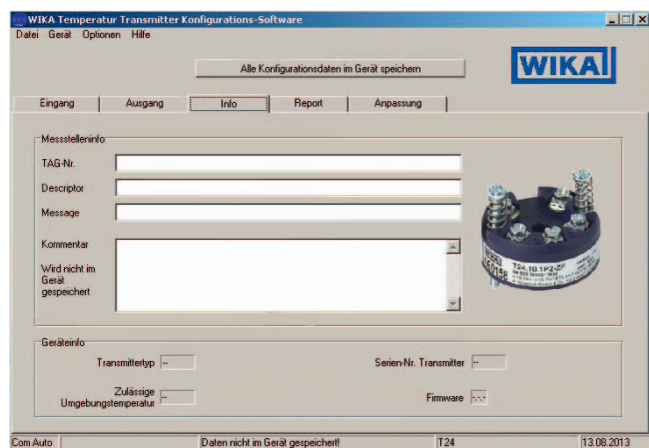 WIKA Temperatur Transmitter Konfigurations-Software
Datei Gerät Optionen Hilfe
Alle Konfigurationsdaten im Gerät speichern
WIKA
Eingang Ausgang Info Report Anpassung
Messstelleninfo
TAG-Nr.
Descriptor
Message
Kommentar
Wird nicht im
Gerät
gespeichert
WIKA
T24.10.1P2-ZF
Geräteinfo
Transmittertyp --
Serien-Nr. Transmitter --
Zulässige
Umgebungstemperatur --
Firmware -.-.-
Com Auto Daten nicht im Gerät gespeichert! T24 13.08.2013